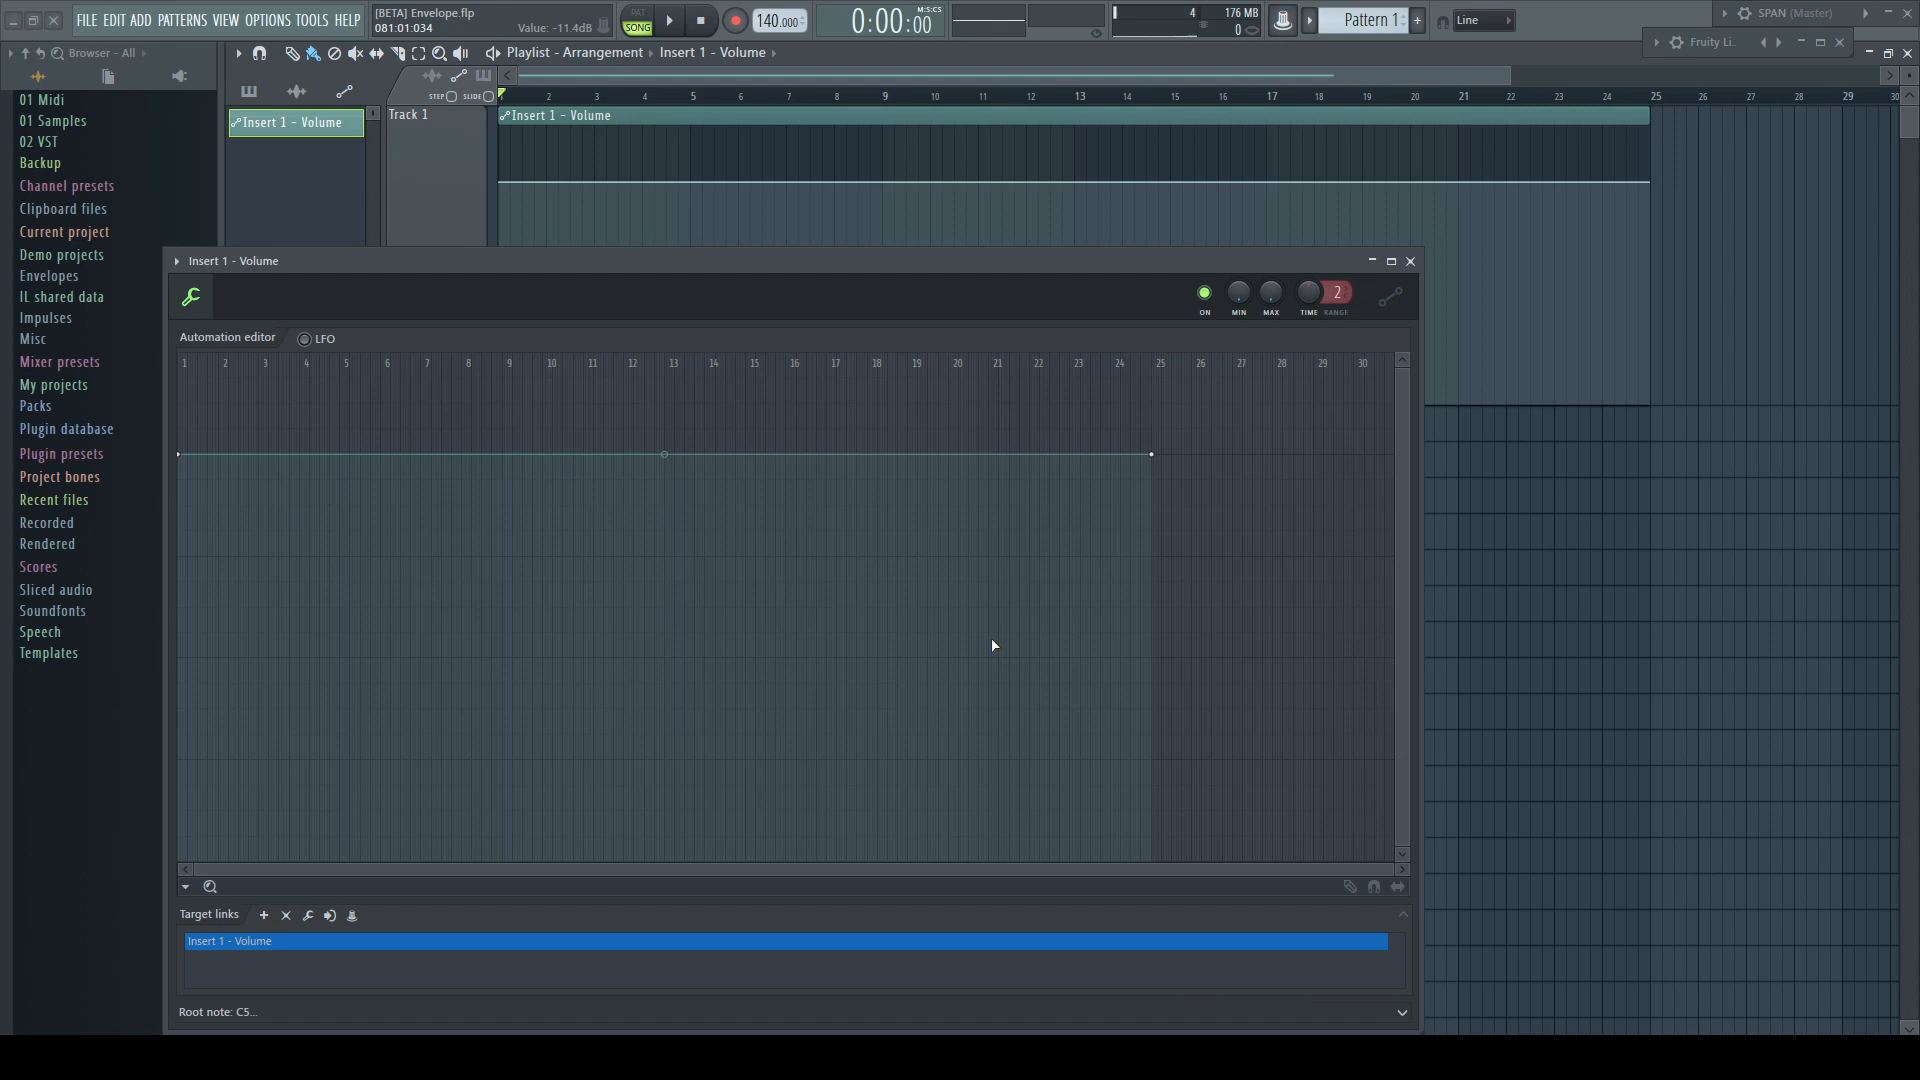 FILE EDIT ADD PATTERNS VIEW OPTIONS TOOLS HELP
[BETA] Envelope.flp
081:01:034 Value: -11.4dB
PAT
SONG
140.000
0:00:00
M:S:CS
4 176 MB
0
Pattern 1
Line
SPAN (Master)
Fruity Li..
Browser - All
Playlist - Arrangement Insert 1 - Volume
STEP SLIDE
1 2 3 4 5 6 7 8 9 10 11 12 13 14 15 16 17 18 19 20 21 22 23 24 25 26 27 28 29 30
Insert 1 - Volume
Track 1
Insert 1 - Volume
01 Midi
01 Samples
02 VST
Backup
Channel presets
Clipboard files
Current project
Demo projects
Envelopes
IL shared data
Impulses
Misc
Mixer presets
My projects
Packs
Plugin database
Plugin presets
Project bones
Recent files
Recorded
Rendered
Scores
Sliced audio
Soundfonts
Speech
Templates
Insert 1 - Volume
2
ON MIN MAX TIME RANGE
Automation editor LFO
1 2 3 4 5 6 7 8 9 10 11 12 13 14 15 16 17 18 19 20 21 22 23 24 25 26 27 28 29 30
Target links
Insert 1 - Volume
Root note: C5...